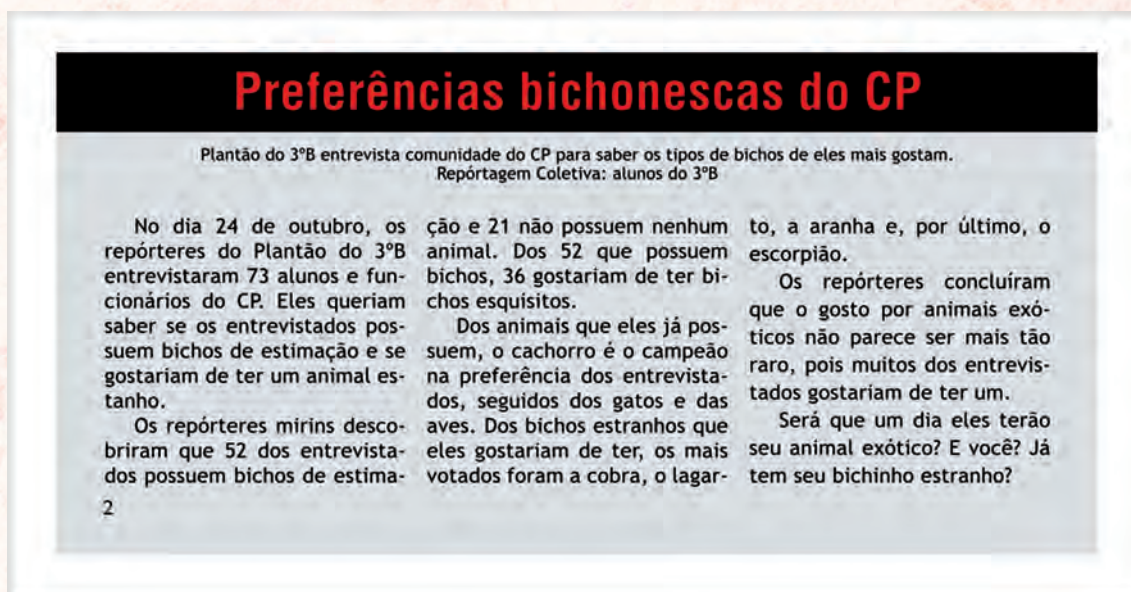 Preferências bichonescas do CP
Plantão do 3ºB entrevista comunidade do CP para saber os tipos de bichos de eles mais gostam.
Repórtagem Coletiva: alunos do 3ºB
No dia 24 de outubro, os
repórteres do Plantão do 3ºB
entrevistaram 73 alunos e fun-
cionários do CP. Eles queriam
saber se os entrevistados pos-
suem bichos de estimação e se
gostariam de ter um animal es-
tanho.
Os repórteres mirins desco-
briram que 52 dos entrevista-
dos possuem bichos de estima-
2
ção e 21 não possuem nenhum
animal. Dos 52 que possuem
bichos, 36 gostariam de ter bi-
chos esquisitos.
Dos animais que eles já pos-
suem, o cachorro é o campeão
na preferência dos entrevista-
dos, seguidos dos gatos e das
aves. Dos bichos estranhos que
eles gostariam de ter, os mais
votados foram a cobra, o lagar-
to, a aranha e, por último, o
escorpião.
Os repórteres concluíram
que o gosto por animais exó-
ticos não parece ser mais tão
raro, pois muitos dos entrevis-
tados gostariam de ter um.
Será que um dia eles terão
seu animal exótico? E você? Já
tem seu bichinho estranho?